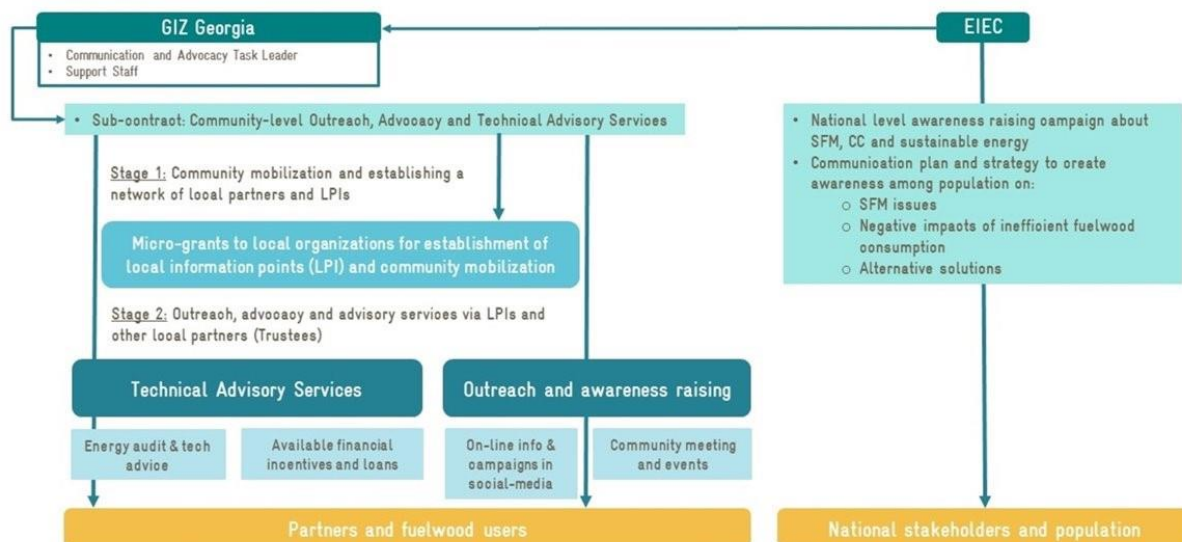 GIZ Georgia
• Communication and Advocacy Task Leader
• Support Staff
EIEC
• Sub-contract: Community-level Outreach, Advocacy and Technical Advisory Services
Stage 1: Community mobilization and establishing a
network of local partners and LPIs
Micro-grants to local organizations for establishment of
local information points (LPI) and community mobilization
Stage 2: Outreach, advocacy and advisory services via LPIs and
other local partners (Trustees)
Technical Advisory Services
Energy audit & tech
advice
Available financial
incentives and loans
Outreach and awareness raising
On-line info &
campaigns in
social-media
Community meeting
and events
Partners and fuelwood users
• National level awareness raising campaign about
SFM, CC and sustainable energy
• Communication plan and strategy to create
awareness among population on:
○ SFM issues
○ Negative impacts of inefficient fuelwood
consumption
○ Alternative solutions
National stakeholders and population